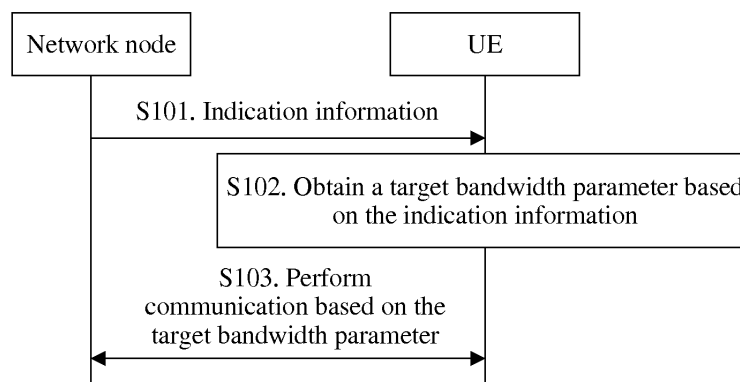 Network node
UE
S101. Indication information
S102. Obtain a target bandwidth parameter based
on the indication information
S103. Perform
communication based on the
target bandwidth parameter